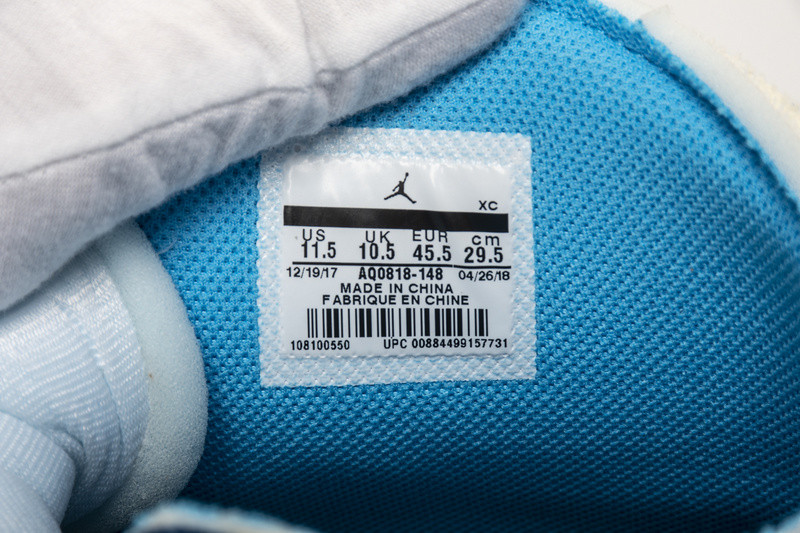 XC
US UK EUR cm
11.5 10.5 45.5 29.5
12/19/17 AQ0818-148 04/26/18
MADE IN CHINA
FABRIQUE EN CHINE
108100550 UPC 00884499157731